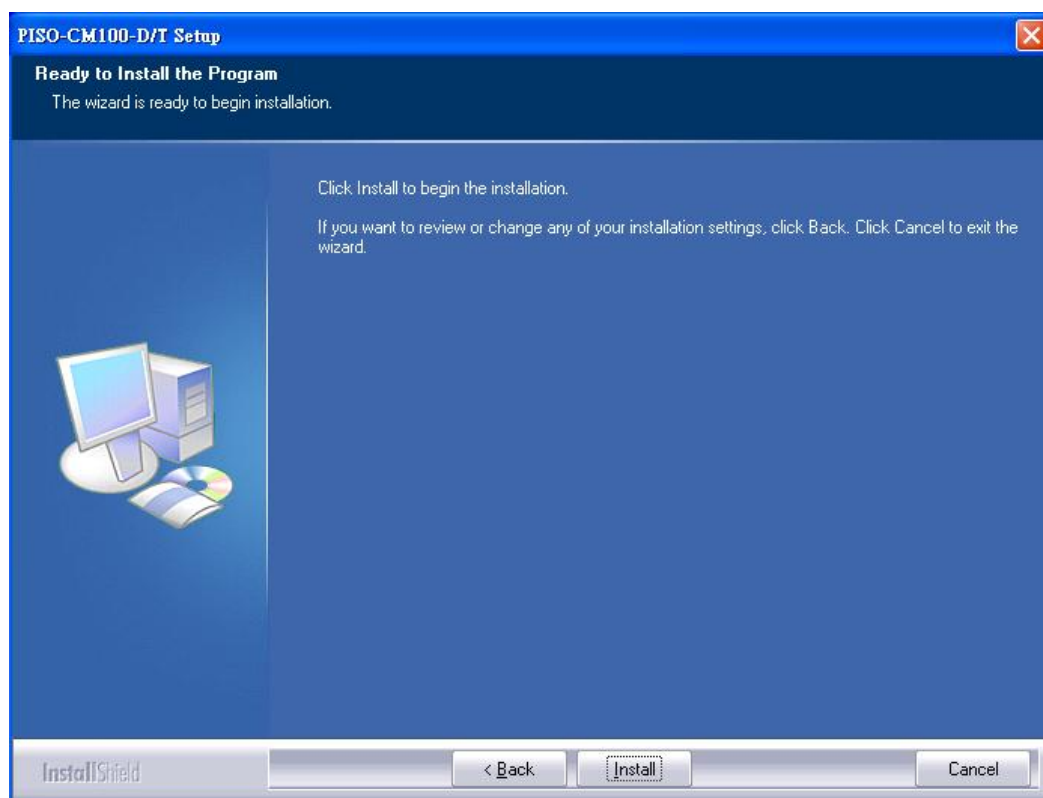 PISO-CM100-D/T Setup
Ready to Install the Program
The wizard is ready to begin installation.
Click Install to begin the installation.
If you want to review or change any of your installation settings, click Back. Click Cancel to exit the
wizard.
InstallShield
< Back
Install
Cancel